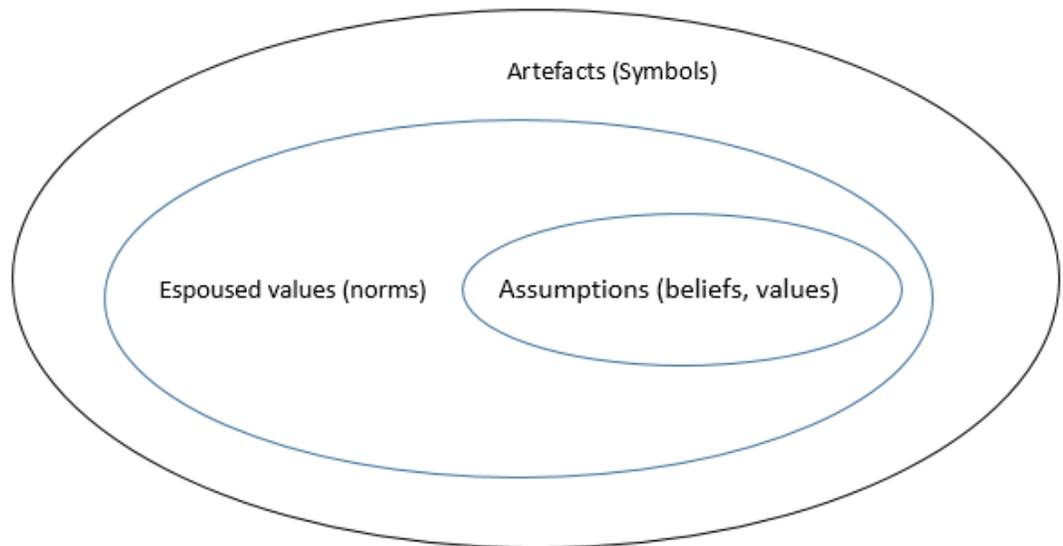 Artefacts (Symbols)
Espoused values (norms)
Assumptions (beliefs, values)